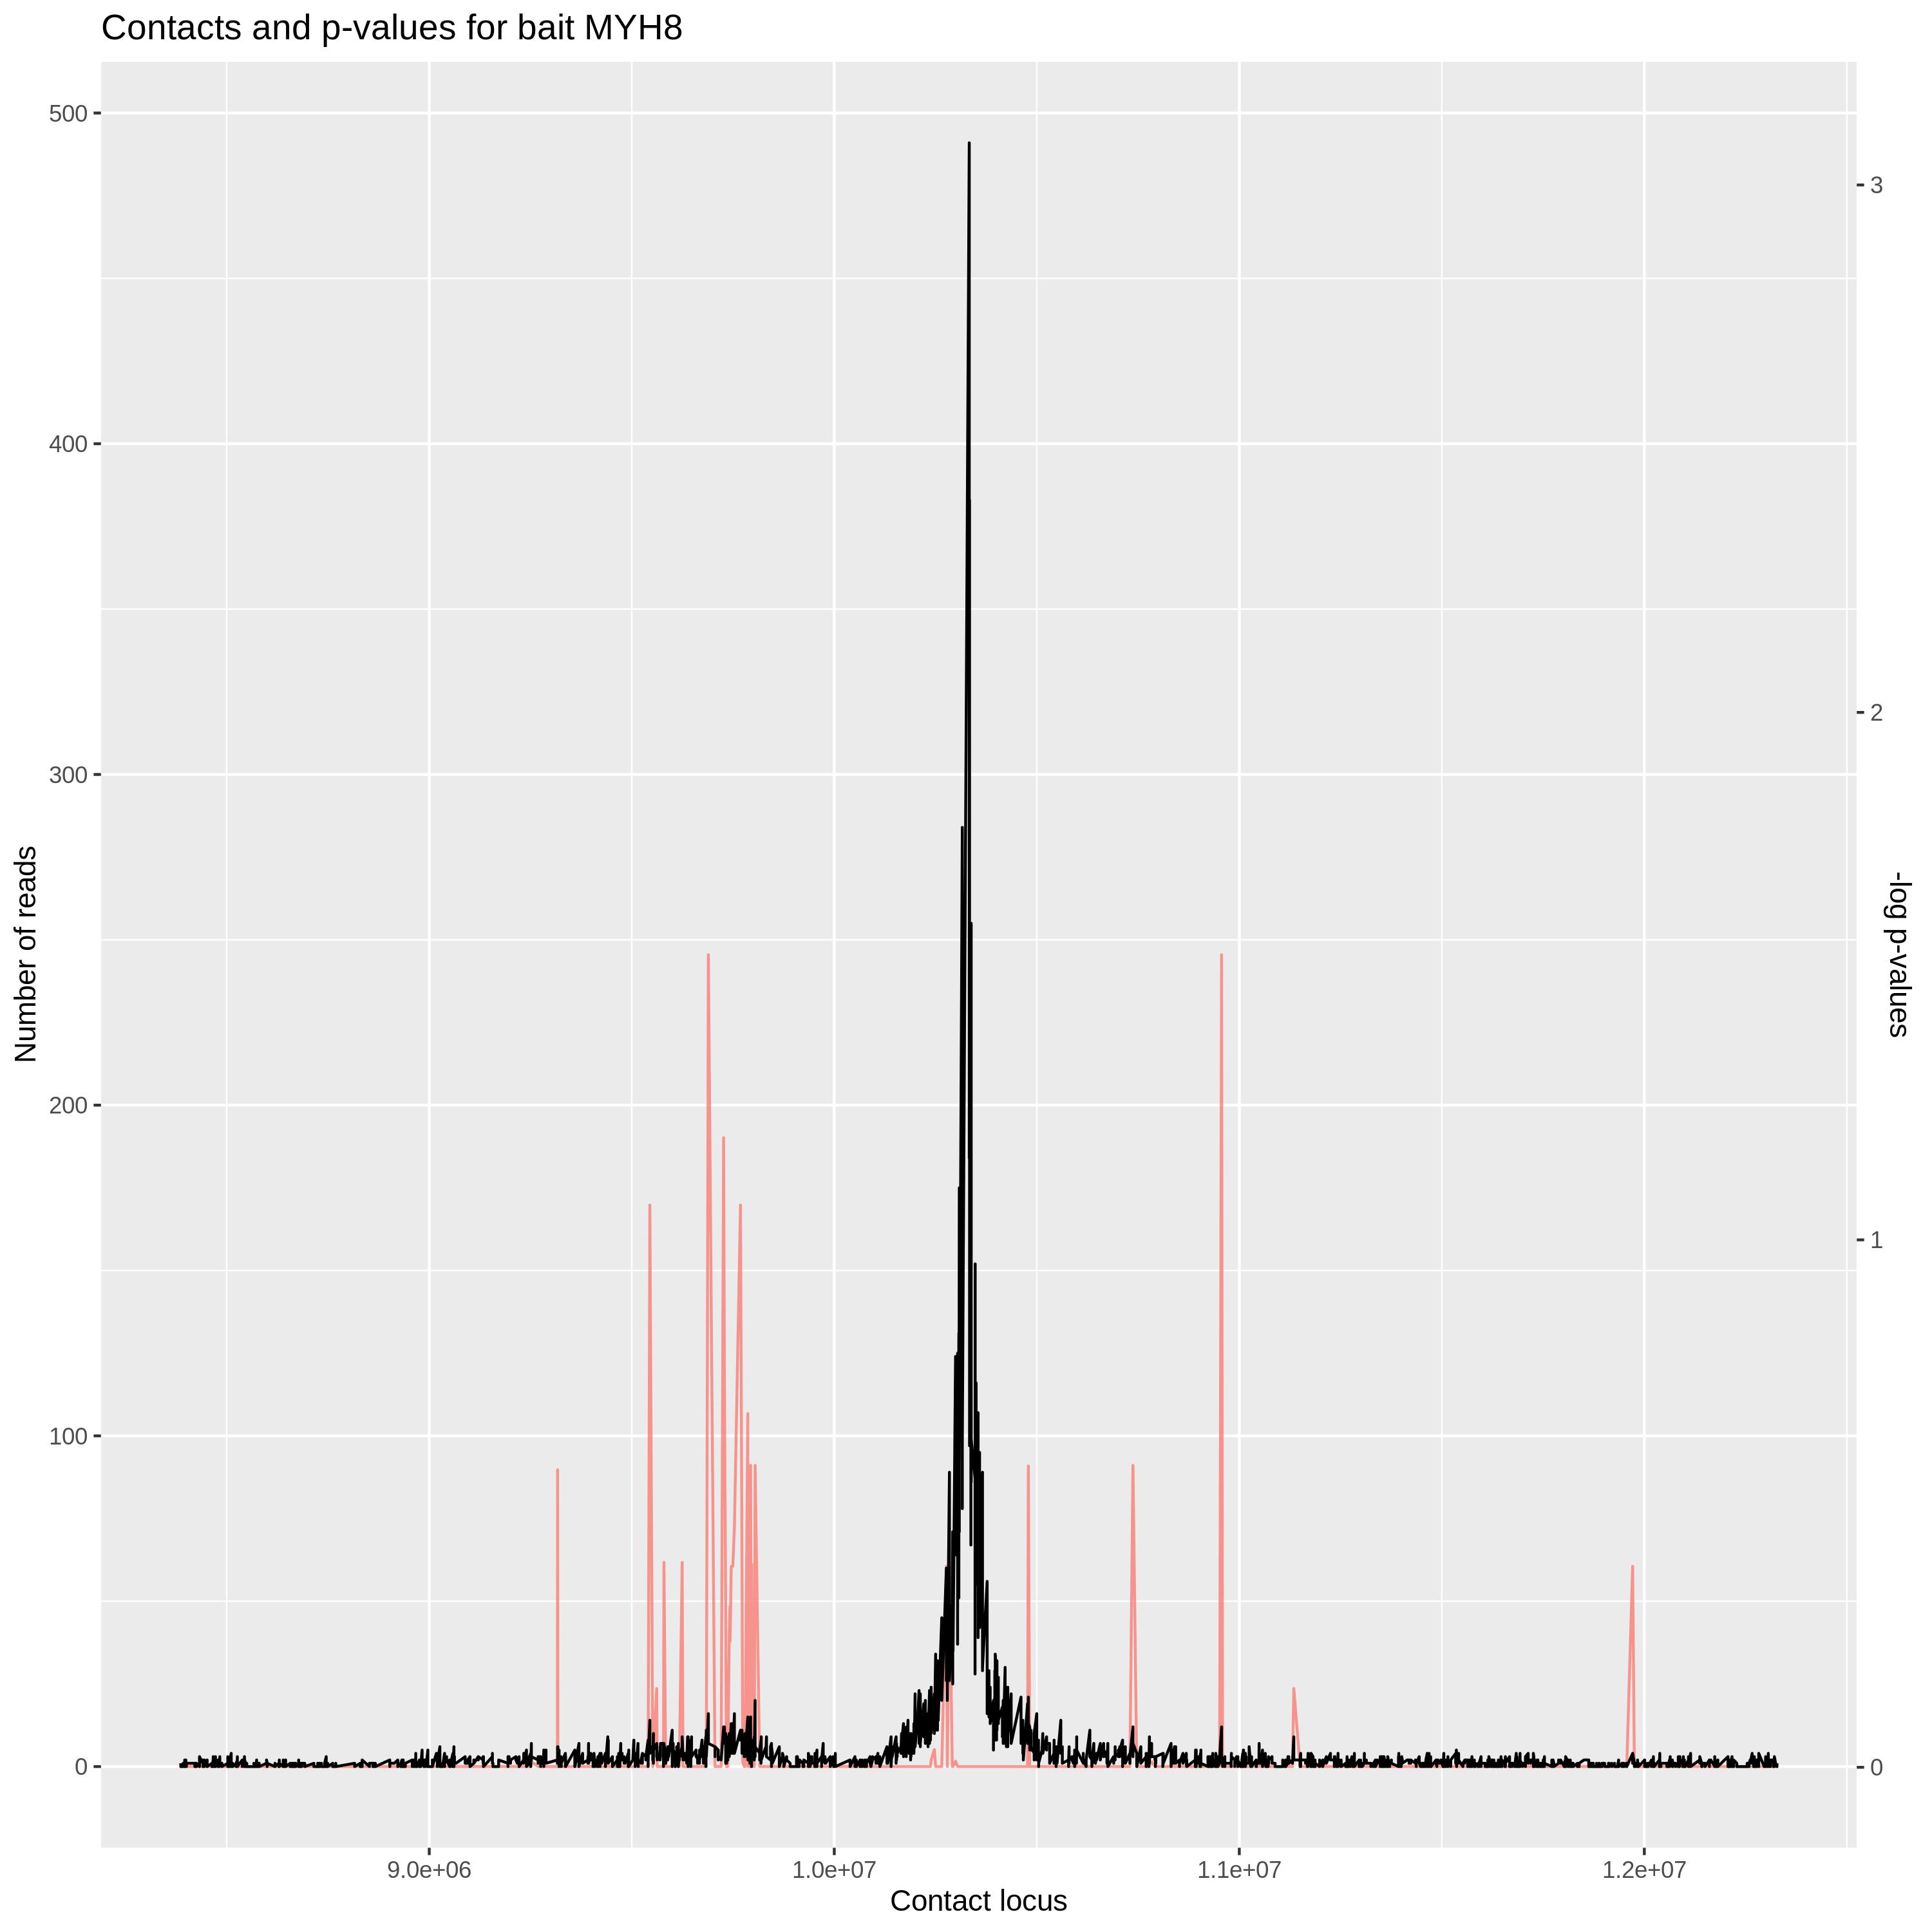 Contacts and p-values for bait MYH8
500
400
300
200
100
0
Number of reads
3
2
1
0
-log p-values
9.0e+06
1.0e+07
1.1e+07
1.2e+07
Contact locus